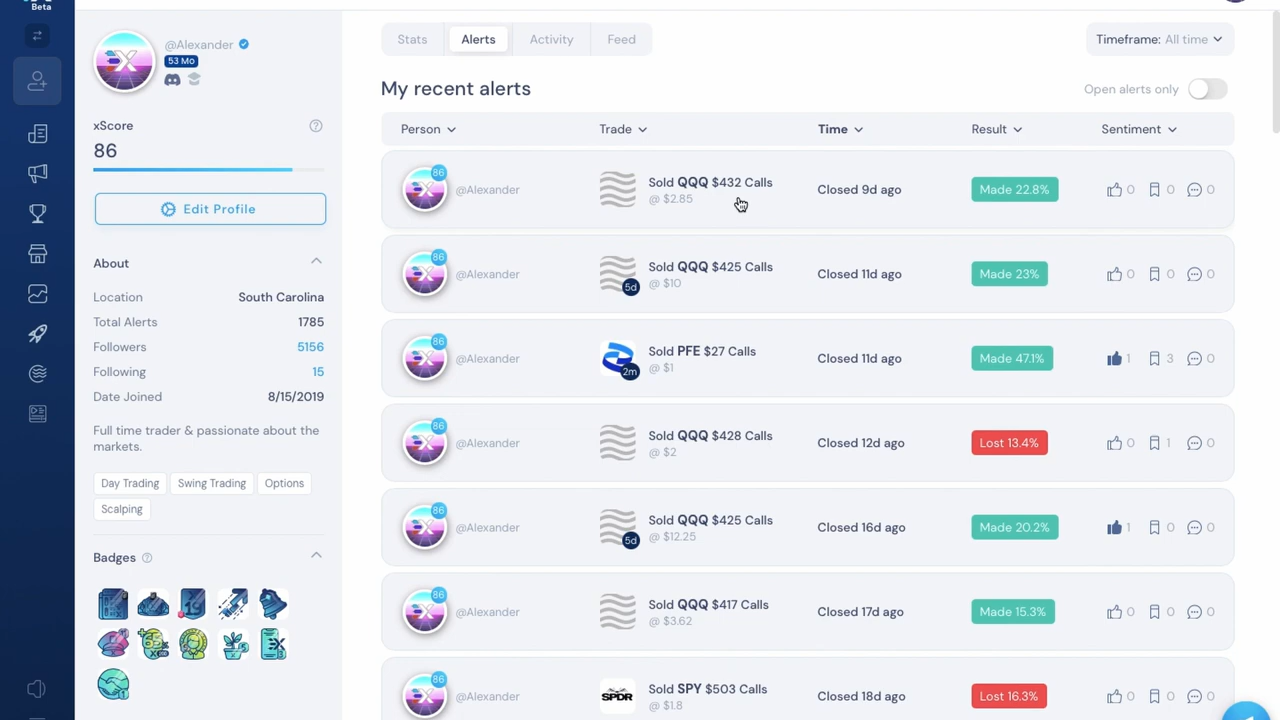 Beta
@Alexander
53 Mo
xScore
86
Edit Profile
About
Location South Carolina
Total Alerts 1785
Followers 5156
Following 15
Date Joined 8/15/2019
Full time trader & passionate about the
markets.
Day Trading Swing Trading Options
Scalping
Badges
Stats Alerts Activity Feed
Timeframe: All time
My recent alerts
Open alerts only
Person Trade Time Result Sentiment
86 @Alexander Sold QQQ $432 Calls Closed 9d ago Made 22.8% 0 0 0
@ $2.85
86 @Alexander Sold QQQ $425 Calls Closed 11d ago Made 23% 0 0 0
@ $10
5d
86 @Alexander Sold PFE $27 Calls Closed 11d ago Made 47.1% 1 3 0
@ $1
2m
86 @Alexander Sold QQQ $428 Calls Closed 12d ago Lost 13.4% 0 1 0
@ $2
86 @Alexander Sold QQQ $425 Calls Closed 16d ago Made 20.2% 1 0 0
@ $12.25
5d
86 @Alexander Sold QQQ $417 Calls Closed 17d ago Made 15.3% 0 0 0
@ $3.62
86 @Alexander SPDR Sold SPY $503 Calls Closed 18d ago Lost 16.3% 0 0 0
@ $1.8